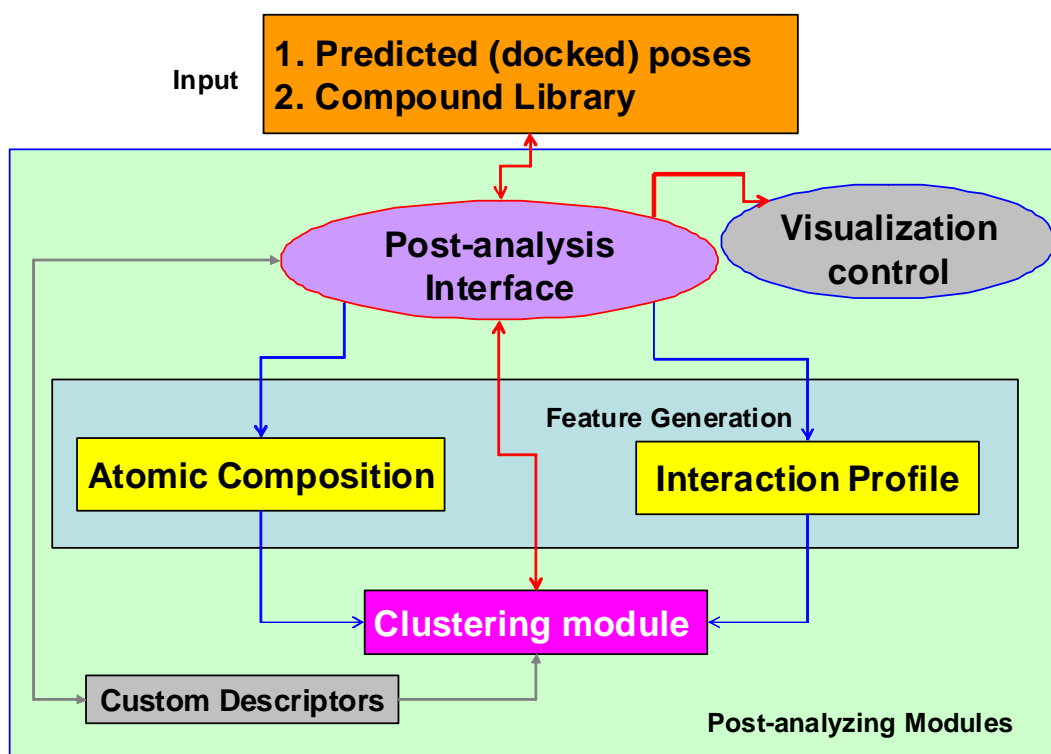 1. Predicted (docked) poses
Input
2. Compound Library
Post-analysis
Interface
Visualization
control
Feature Generation
Atomic Composition
Interaction Profile
Clustering module
Custom Descriptors
Post-analyzing Modules